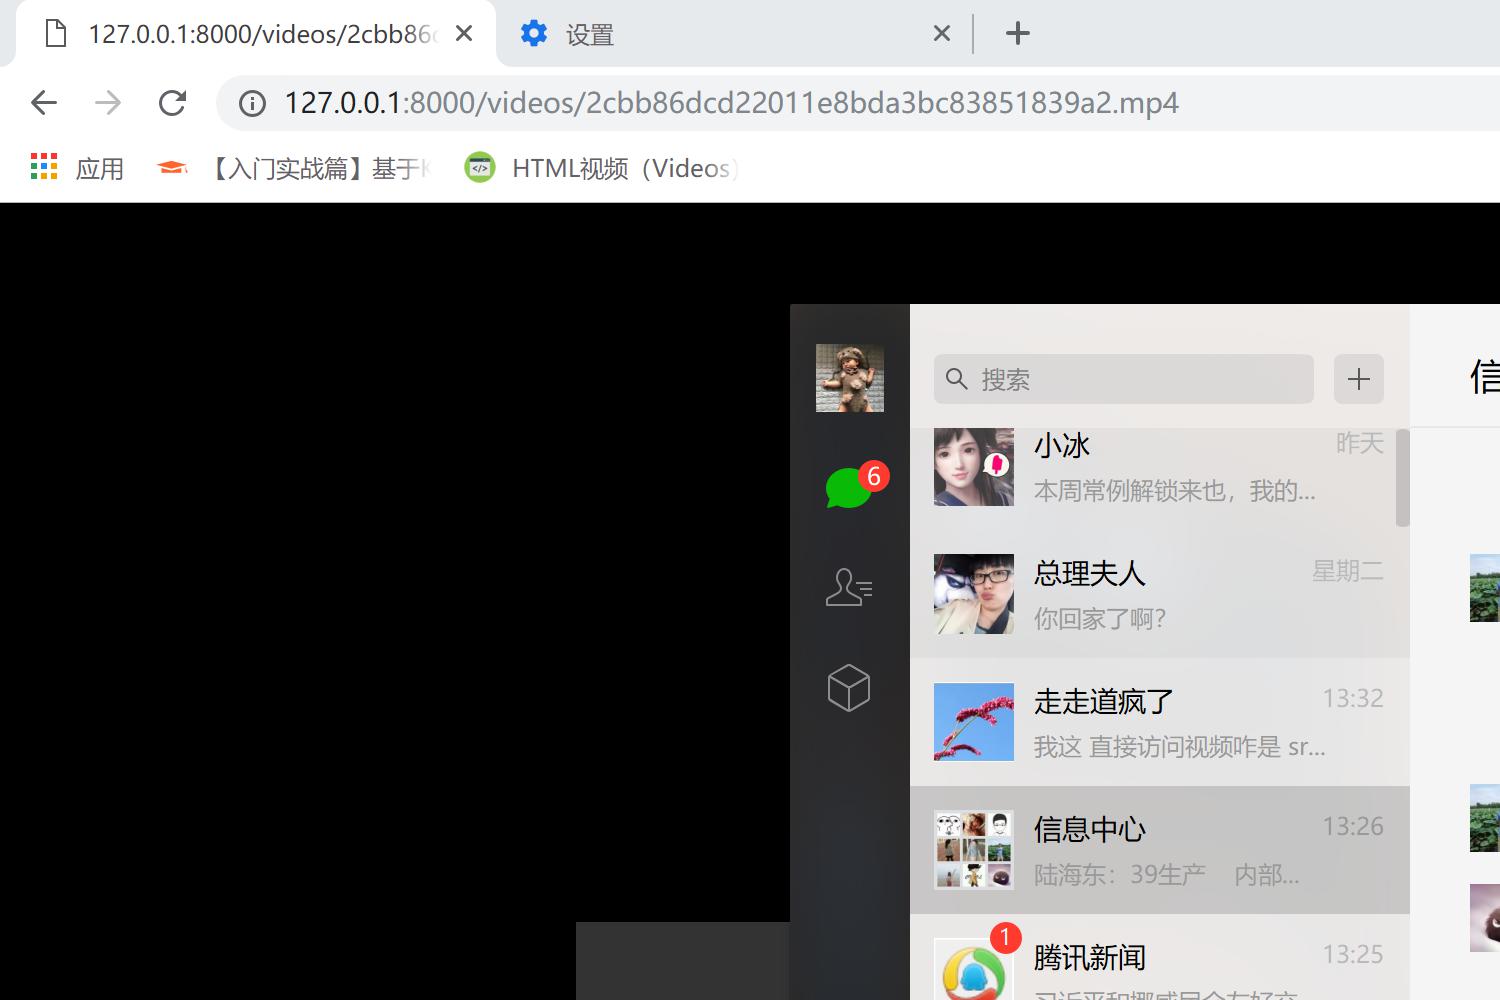 127.0.0.1:8000/videos/2cbb86
设置
127.0.0.1:8000/videos/2cbb86dcd22011e8bda3bc83851839a2.mp4
应用
【入门实战篇】基于
HTML视频（Videos）
搜索
信
小冰
昨天
本周常例解锁来也，我的...
6
总理夫人
星期二
你回家了啊?
走走道疯了
13:32
我这 直接访问视频咋是 sr...
信息中心
13:26
陆海东：39生产 内部...
1
腾讯新闻
13:25